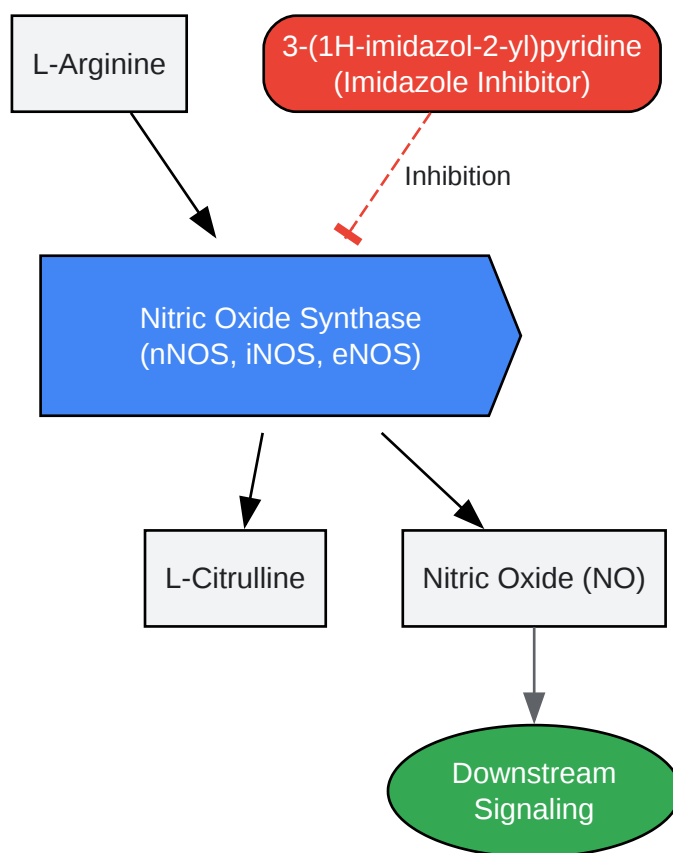 L-Arginine
3-(1H-imidazol-2-yl)pyridine
(Imidazole Inhibitor)
Inhibition
Nitric Oxide Synthase
(nNOS, iNOS, eNOS)
L-Citrulline
Nitric Oxide (NO)
Downstream
Signaling